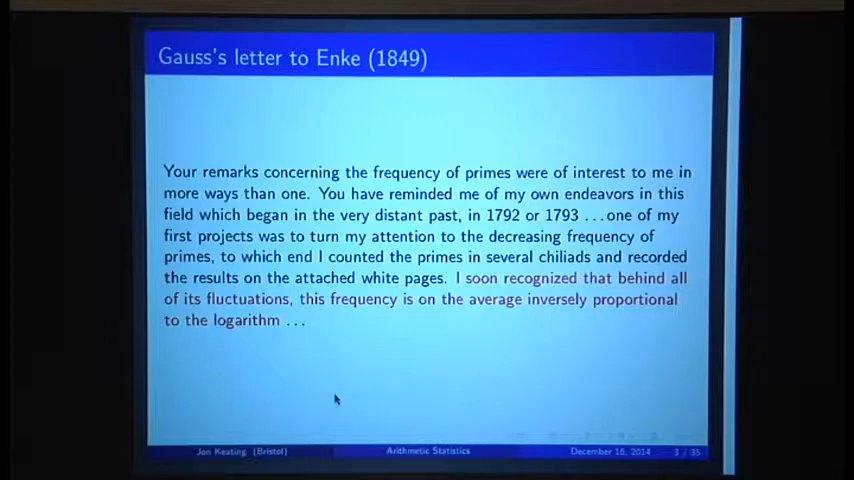 Gauss's letter to Enke (1849)
Your remarks concerning the frequency of primes were of interest to me in
more ways than one. You have reminded me of my own endeavors in this
field which began in the very distant past, in 1792 or 1793 ...one of my
first projects was to turn my attention to the decreasing frequency of
primes, to which end I counted the primes in several chiliads and recorded
the results on the attached white pages. I soon recognized that behind all
of its fluctuations, this frequency is on the average inversely proportional
to the logarithm ...
Jon Keating (Bristol) Arithmetic Statistics December 16, 2014 3 / 35